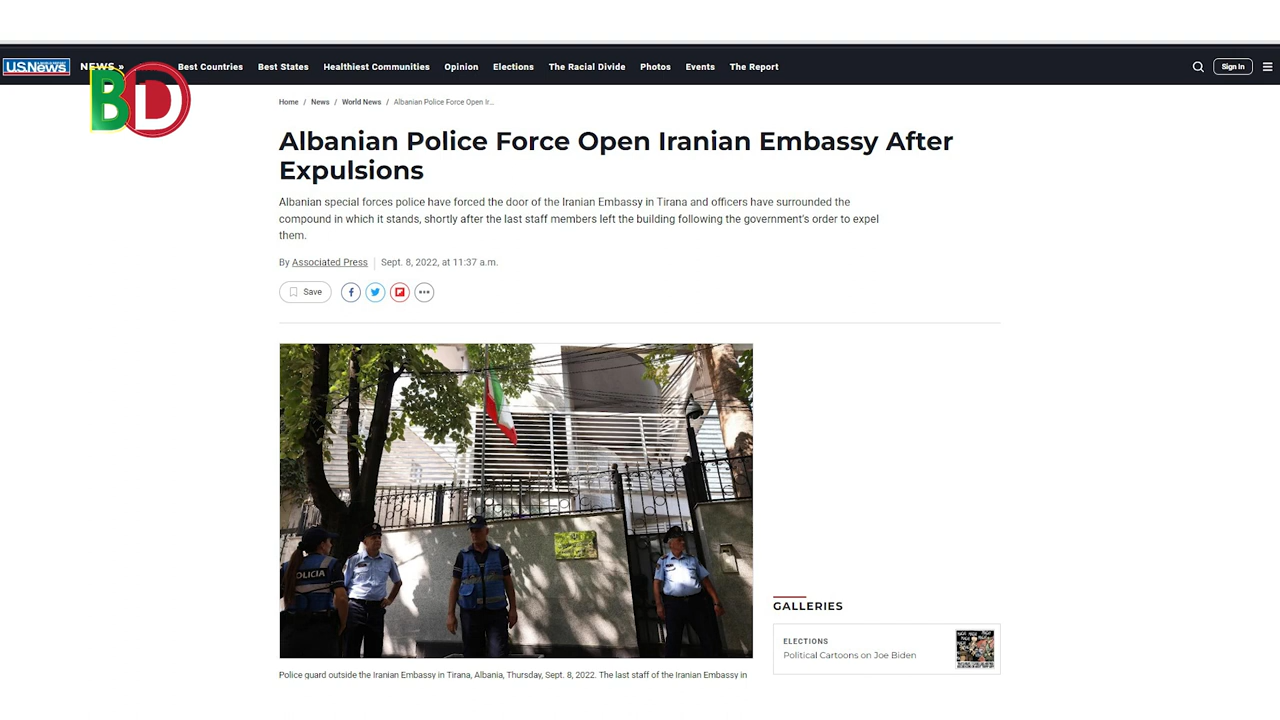 U.S.News
NEWS »
Best Countries
Best States
Healthiest Communities
Opinion
Elections
The Racial Divide
Photos
Events
The Report
Sign In
BD
Home / News / World News / Albanian Police Force Open Ir...
Albanian Police Force Open Iranian Embassy After
Expulsions
Albanian special forces police have forced the door of the Iranian Embassy in Tirana and officers have surrounded the
compound in which it stands, shortly after the last staff members left the building following the government's order to expel
them.
By Associated Press | Sept. 8, 2022, at 11:37 a.m.
Save
POLICIA
GALLERIES
ELECTIONS
Political Cartoons on Joe Biden
Police guard outside the Iranian Embassy in Tirana, Albania, Thursday, Sept. 8, 2022. The last staff of the Iranian Embassy in